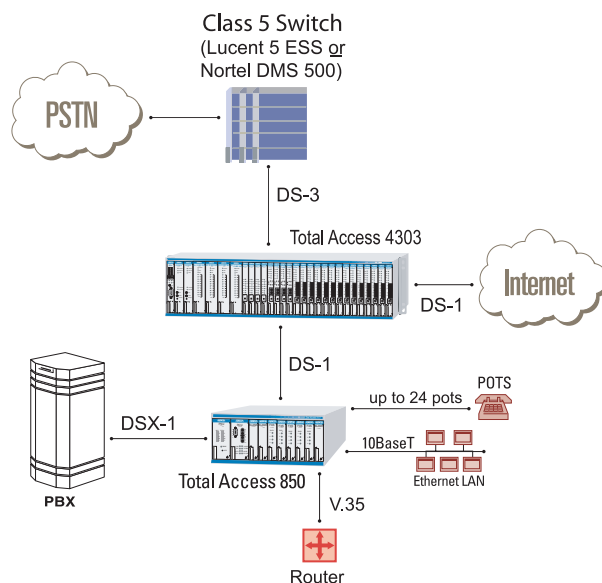 Class 5 Switch
(Lucent 5 ESS or
Nortel DMS 500)
PSTN
DS-3
Total Access 4303
Internet
DS-1
DS-1
up to 24 pots
POTS
DSX-1
10BaseT
Ethernet LAN
Total Access 850
PBX
V.35
Router